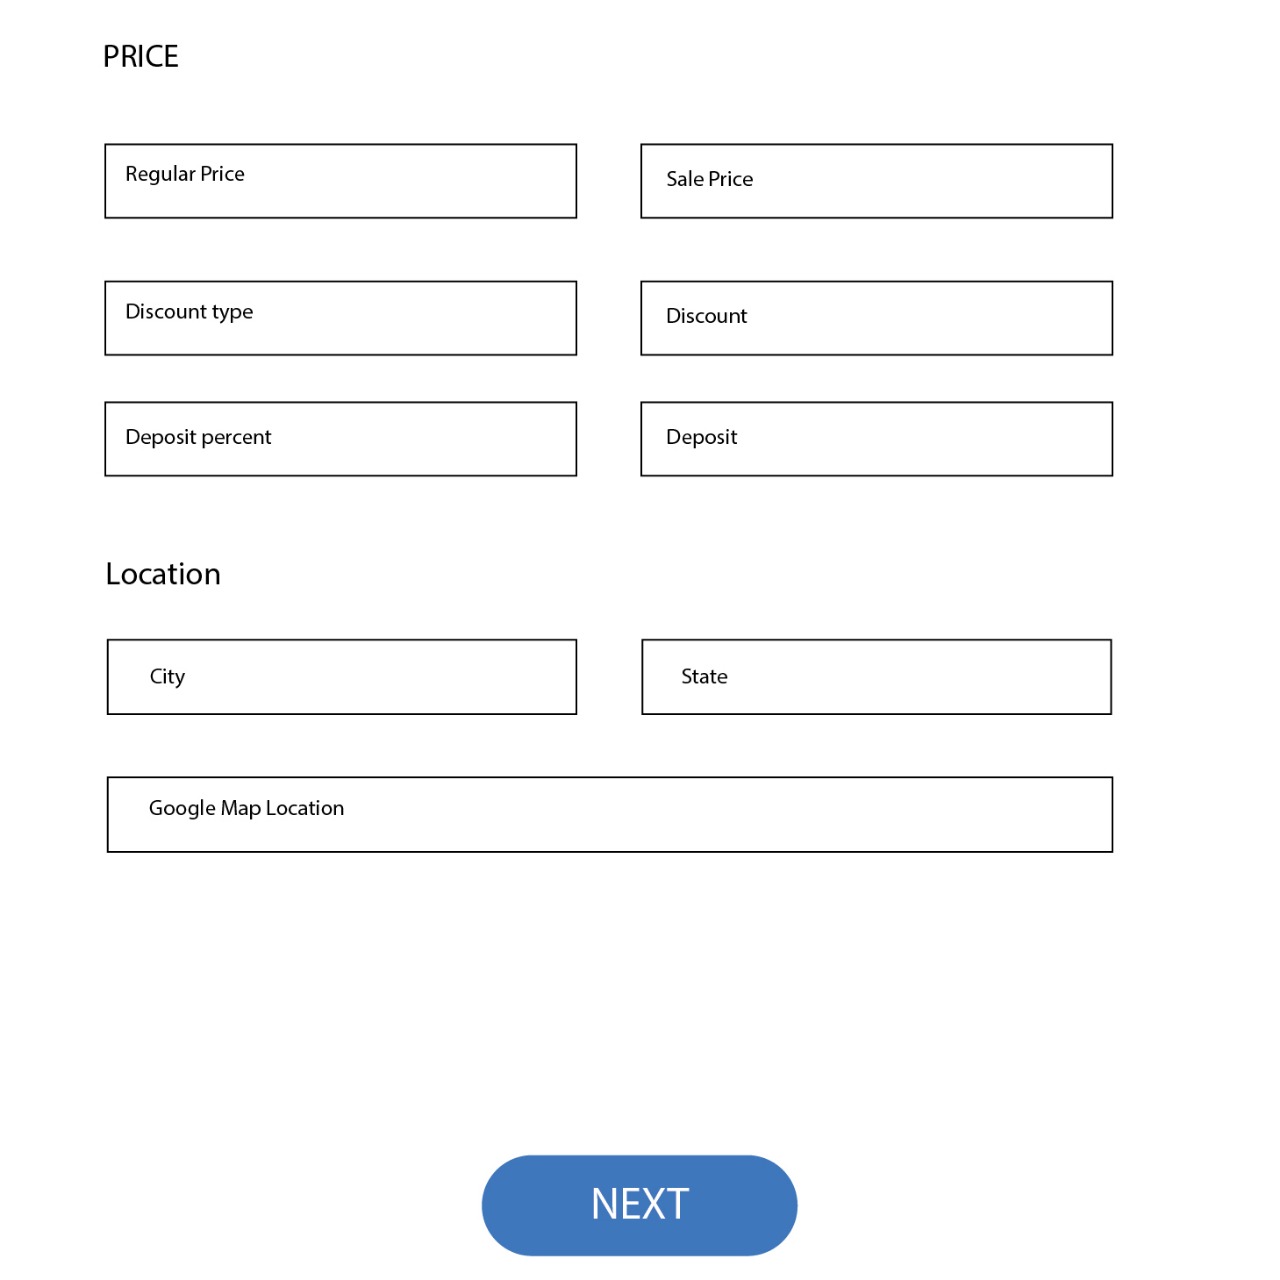 PRICE
Regular Price
Sale Price
Discount type
Discount
Deposit percent
Deposit
Location
City
State
Google Map Location
NEXT